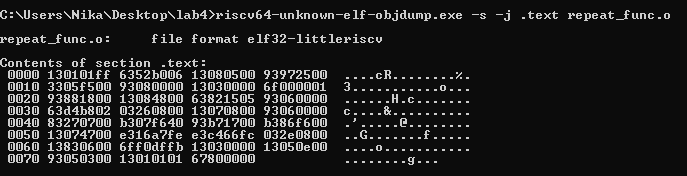 C:\Users\Nika\Desktop\lab4>riscv64-unknown-elf-objdump.exe -s -j .text repeat_func.o
repeat_func.o:     file format elf32-littleriscv
Contents of section .text:
 0000 130101ff 6352b006 13080500 93972500  ....cR........%.
 0010 3305f500 93080000 13030000 6f000001  3...........o...
 0020 93881800 13084800 63821505 93060000  ......H.c.......
 0030 63d4b802 03260800 13070800 93060000  c....&..........
 0040 83270700 b307f640 93b71700 b386f600  .'.....@........
 0050 13074700 e316a7fe e3c466fc 032e0800  ..G.......f.....
 0060 13830600 6ff0dffb 13030000 13050e00  ....o...........
 0070 93050300 13010101 67800000           ........g...